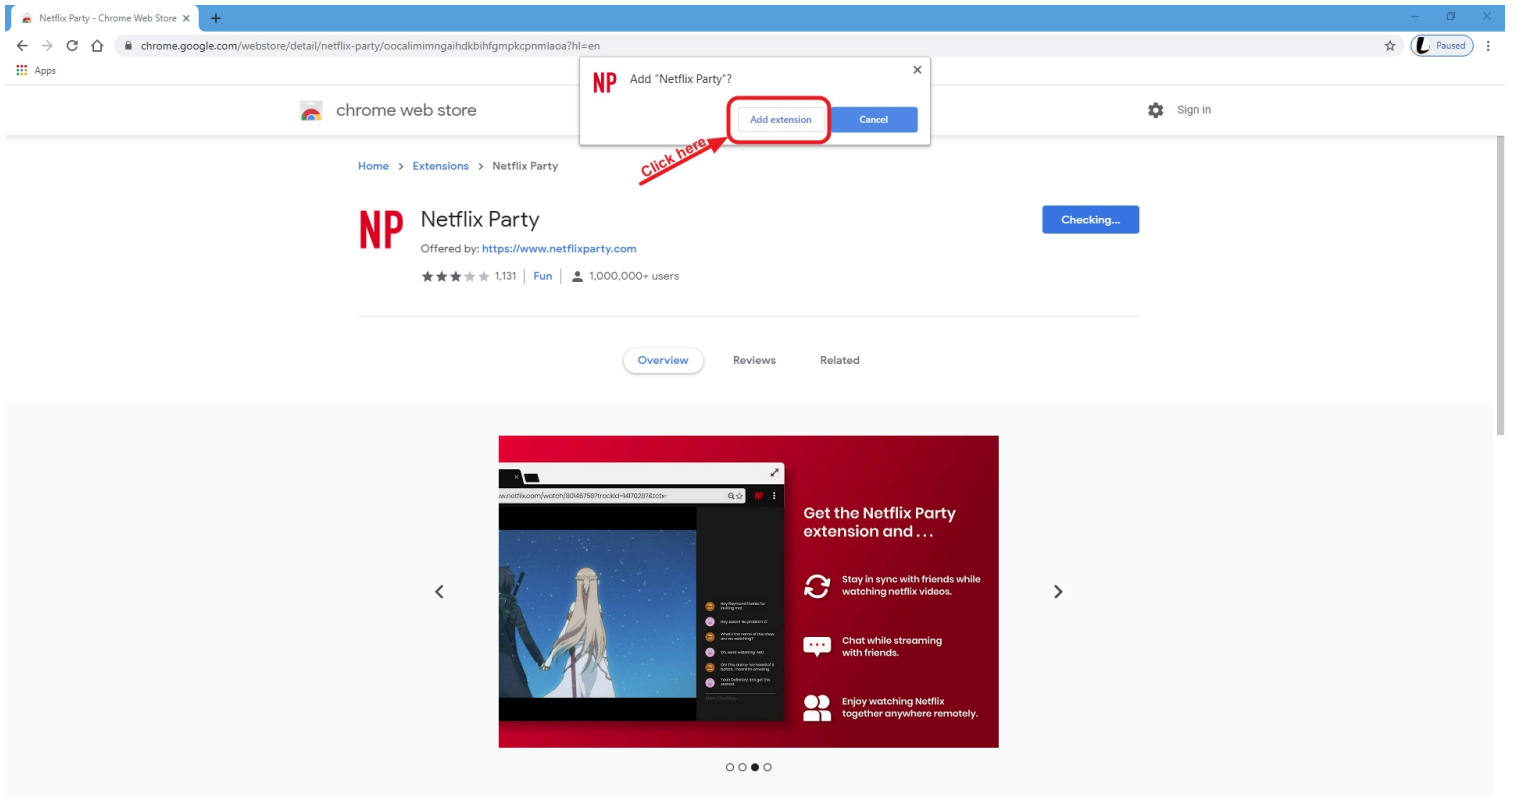 Netflix Party - Chrome Web Store
chrome.google.com/webstore/detail/netflix-party/oocalimimngaihdkbihfgmpkcpnmlaoa?hl=en
Paused
Apps
NP Add "Netflix Party"?
Add extension Cancel
Click here
chrome web store
Sign in
Home > Extensions > Netflix Party
NP Netflix Party
Checking...
Offered by: https://www.netflixparty.com
1,131 Fun 1,000,000+ users
Overview Reviews Related
NP
Get the Netflix Party
extension and ...
Stay in sync with friends while
watching netflix videos.
Chat while streaming
with friends.
Enjoy watching Netflix
together anywhere remotely.